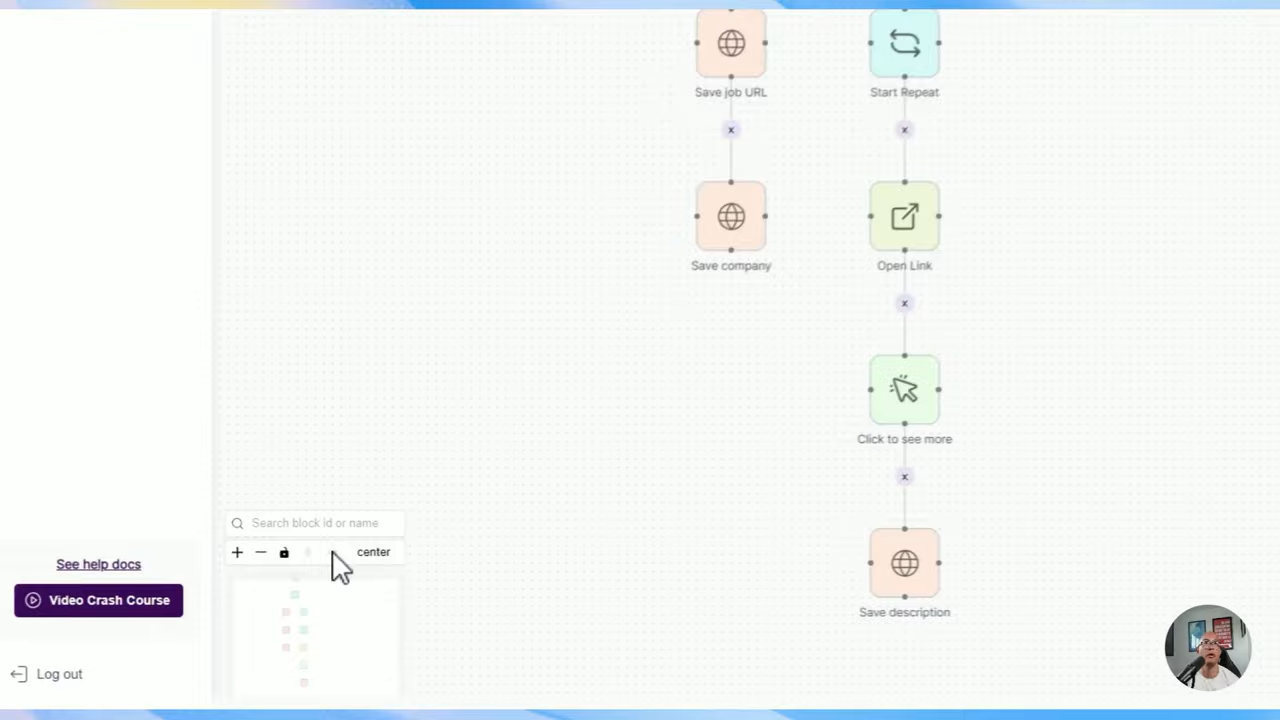 Save job URL
Start Repeat
x
x
Save company
Open Link
x
Click to see more
x
Search block id or name
center
See help docs
Video Crash Course
Save description
Log out